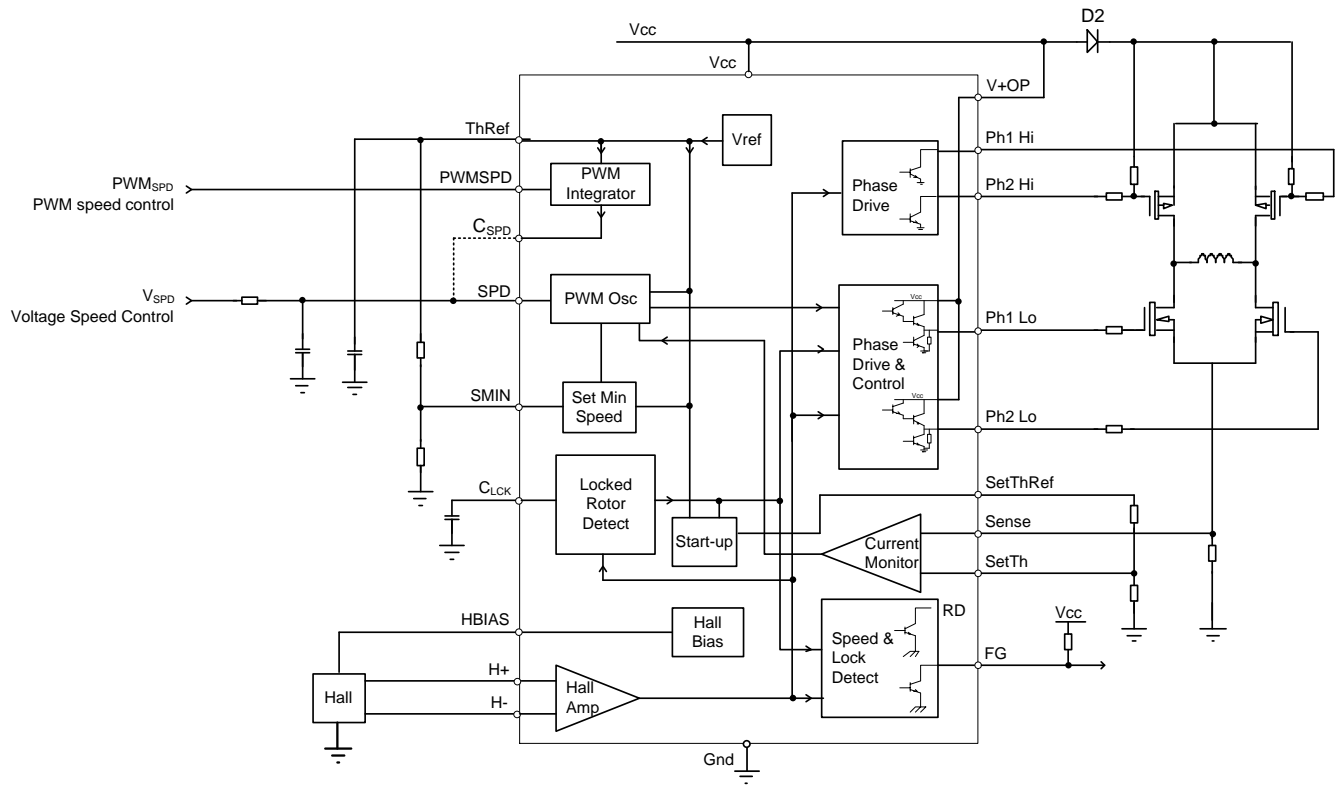 D2
Vcc
Vcc
V+OP
ThRef
Vref
Ph1 Hi
PWMSPD
PWM speed control
PWMSPD
PWM
Integrator
Phase
Drive
Ph2 Hi
CSPD
VSPD
Voltage Speed Control
SPD
PWM Osc
Vcc
Ph1 Lo
Phase
Drive &
Control
SMIN
Set Min
Speed
Vcc
Ph2 Lo
CLCK
Locked
Rotor
Detect
Start-up
SetThRef
Sense
Current
Monitor
SetTh
HBIAS
Hall
Bias
RD
Vcc
Speed &
Lock
Detect
FG
Hall
H+
H-
Hall
Amp
Gnd